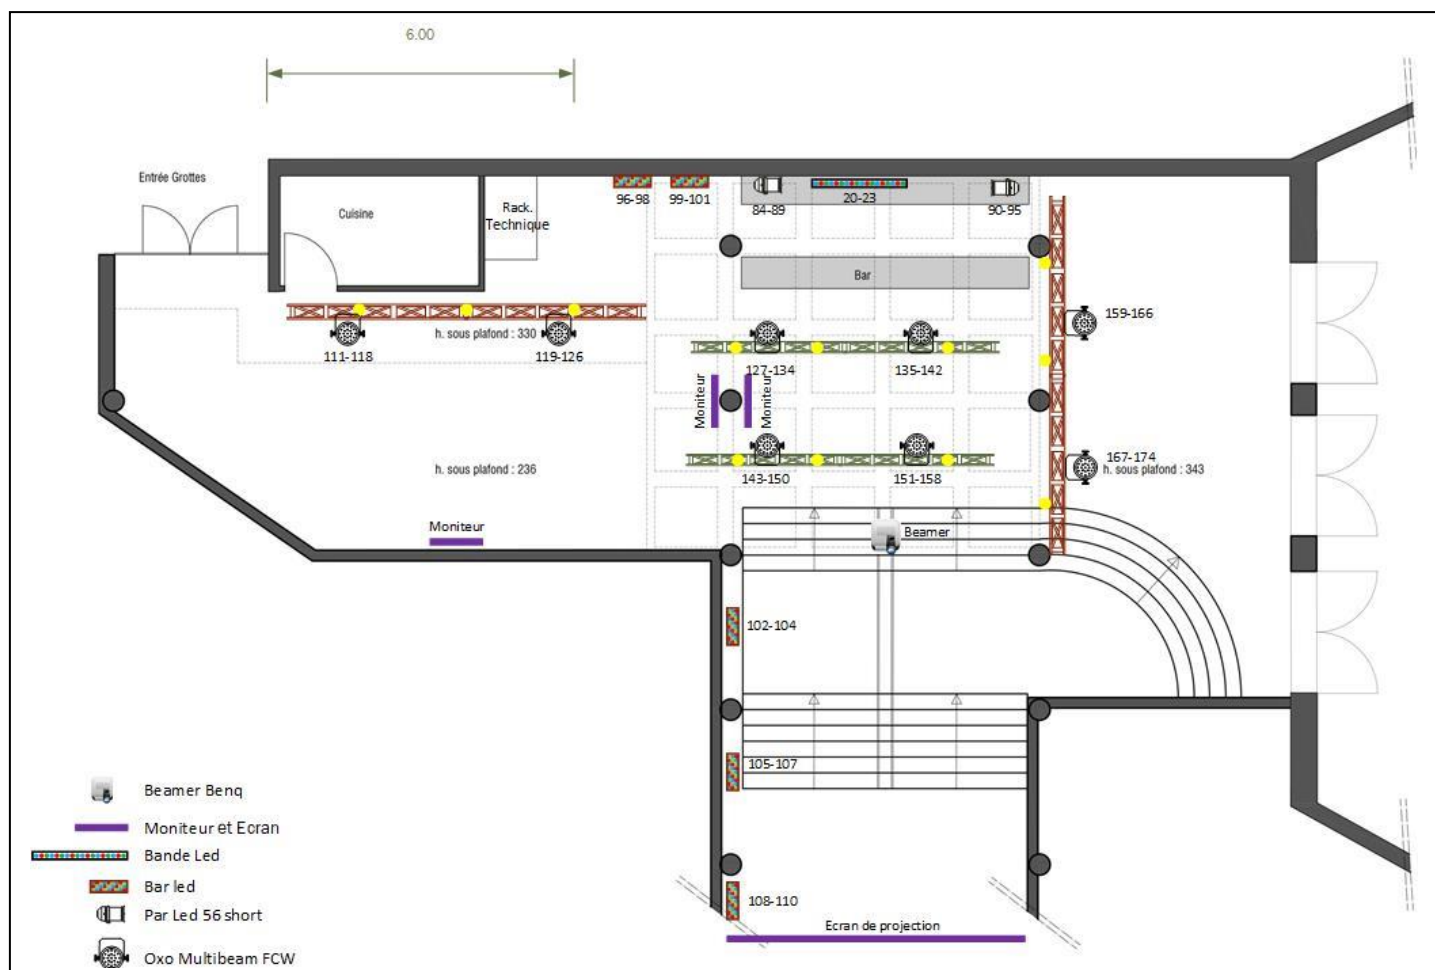 6.00
Entrée Grottes
Cuisine
Rack.
Technique
96-98
99-101
84-89
20-23
90-95
Bar
h. sous plafond : 330
111-118
119-126
127-134
135-142
159-166
Moniteur
Moniteur
h. sous plafond : 236
143-150
151-158
167-174
h. sous plafond : 343
Moniteur
Beamer
102-104
105-107
108-110
Ecran de projection
Beamer Benq
Moniteur et Ecran
Bande Led
Bar led
Par Led 56 short
Oxo Multibeam FCW